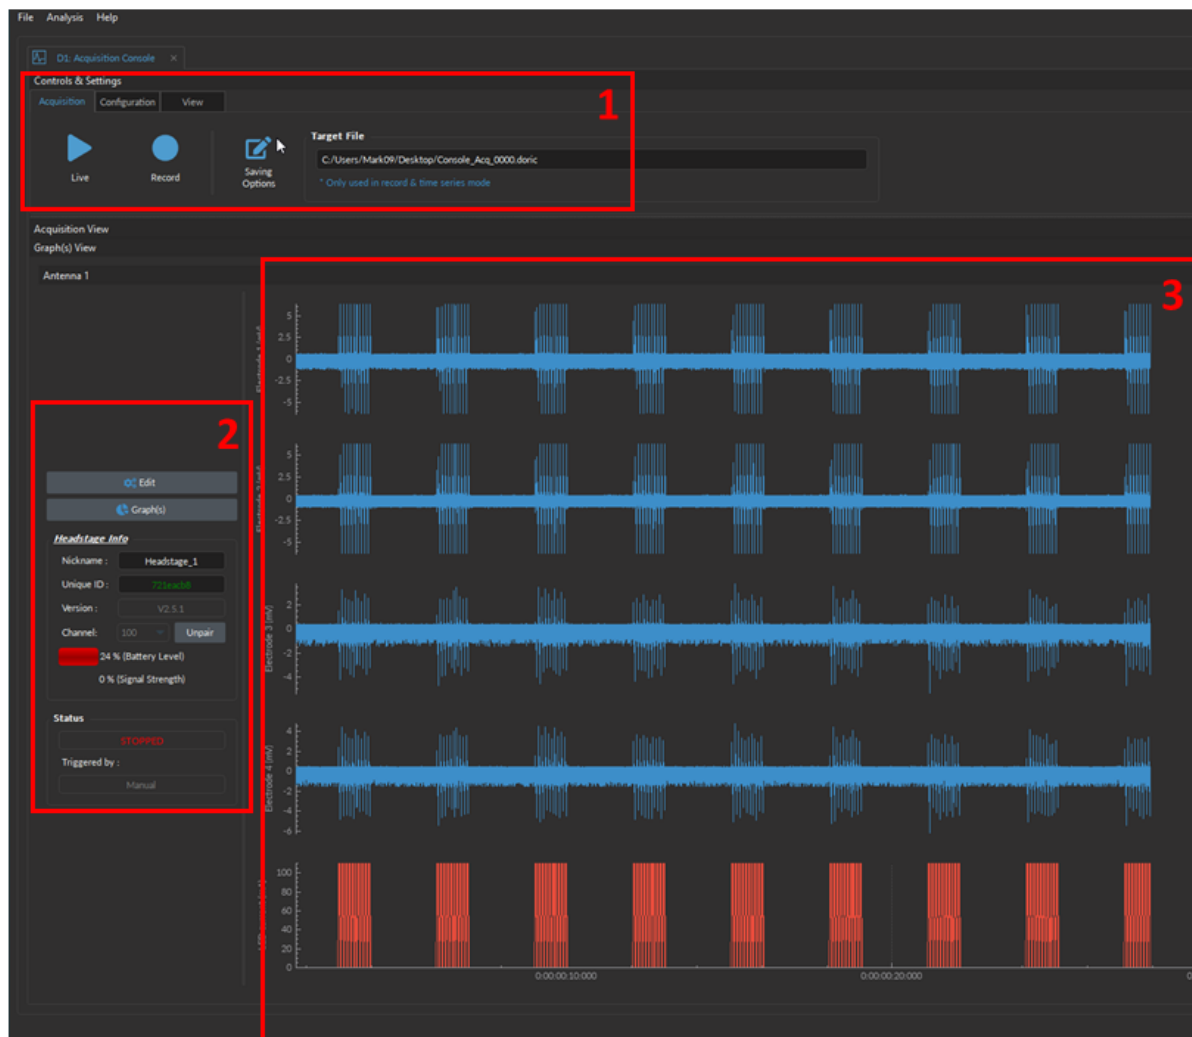 File Analysis Help
D1: Acquisition Console ×
Controls & Settings
Acquisition Configuration View
1
Live
Record
Saving
Options
Target File
C:/Users/Mark09/Desktop/Console_Acq_0000.doric
* Only used in record & time series mode
Acquisition View
Graph(s) View
Antenna 1
2
Edit
Graph(s)
Headstage Info
Nickname : Headstage_1
Unique ID : 721eacb8
Version : V2.5.1
Channel: 100 Unpair
24 % (Battery Level)
0 % (Signal Strength)
Status
STOPPED
Triggered by :
Manual
3
5
2.5
0
-2.5
-5
5
2.5
0
-2.5
-5
Electrode 3 (mV)
2
0
-2
-4
Electrode 4 (mV)
4
2
0
-2
-4
-6
100
80
60
40
20
0
0:00:00:10:000
0:00:00:20:000